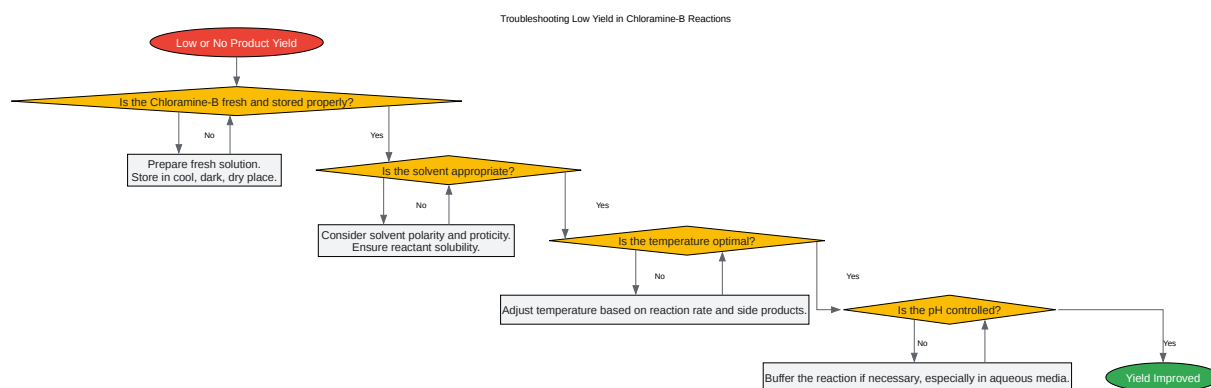 Troubleshooting Low Yield in Chloramine-B Reactions
Low or No Product Yield
Is the Chloramine-B fresh and stored properly?
No
Yes
Prepare fresh solution.
Store in cool, dark, dry place.
Is the solvent appropriate?
No
Yes
Consider solvent polarity and proticity.
Ensure reactant solubility.
Is the temperature optimal?
No
Yes
Adjust temperature based on reaction rate and side products.
Is the pH controlled?
No
Yes
Buffer the reaction if necessary, especially in aqueous media.
Yield Improved